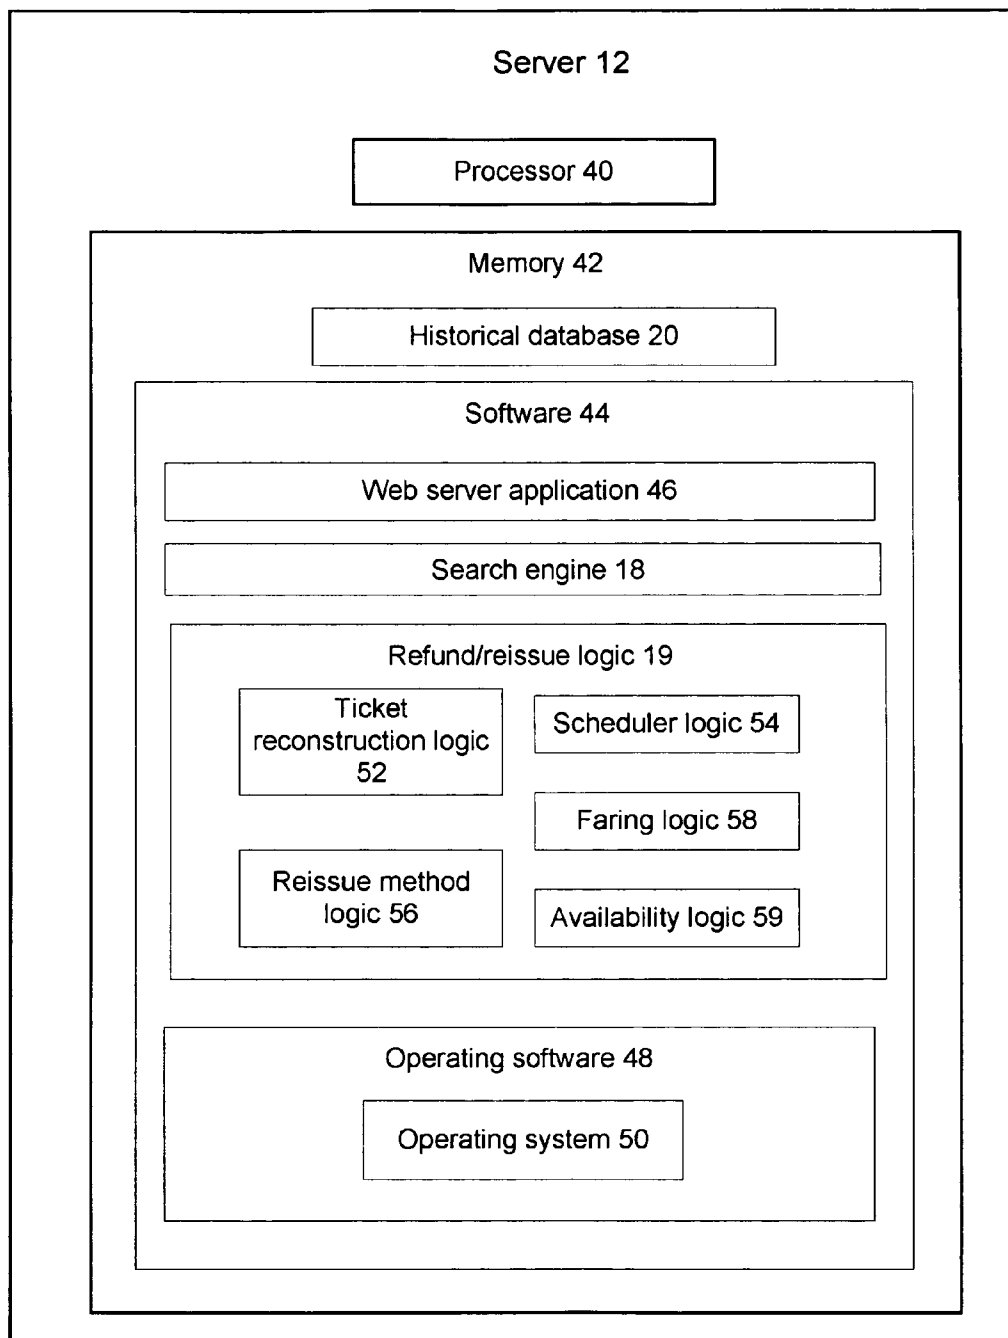 Server 12
Processor 40
Memory 42
Historical database 20
Software 44
Web server application 46
Search engine 18
Refund/reissue logic 19
Ticket
reconstruction logic
52
Scheduler logic 54
Faring logic 58
Reissue method
logic 56
Availability logic 59
Operating software 48
Operating system 50